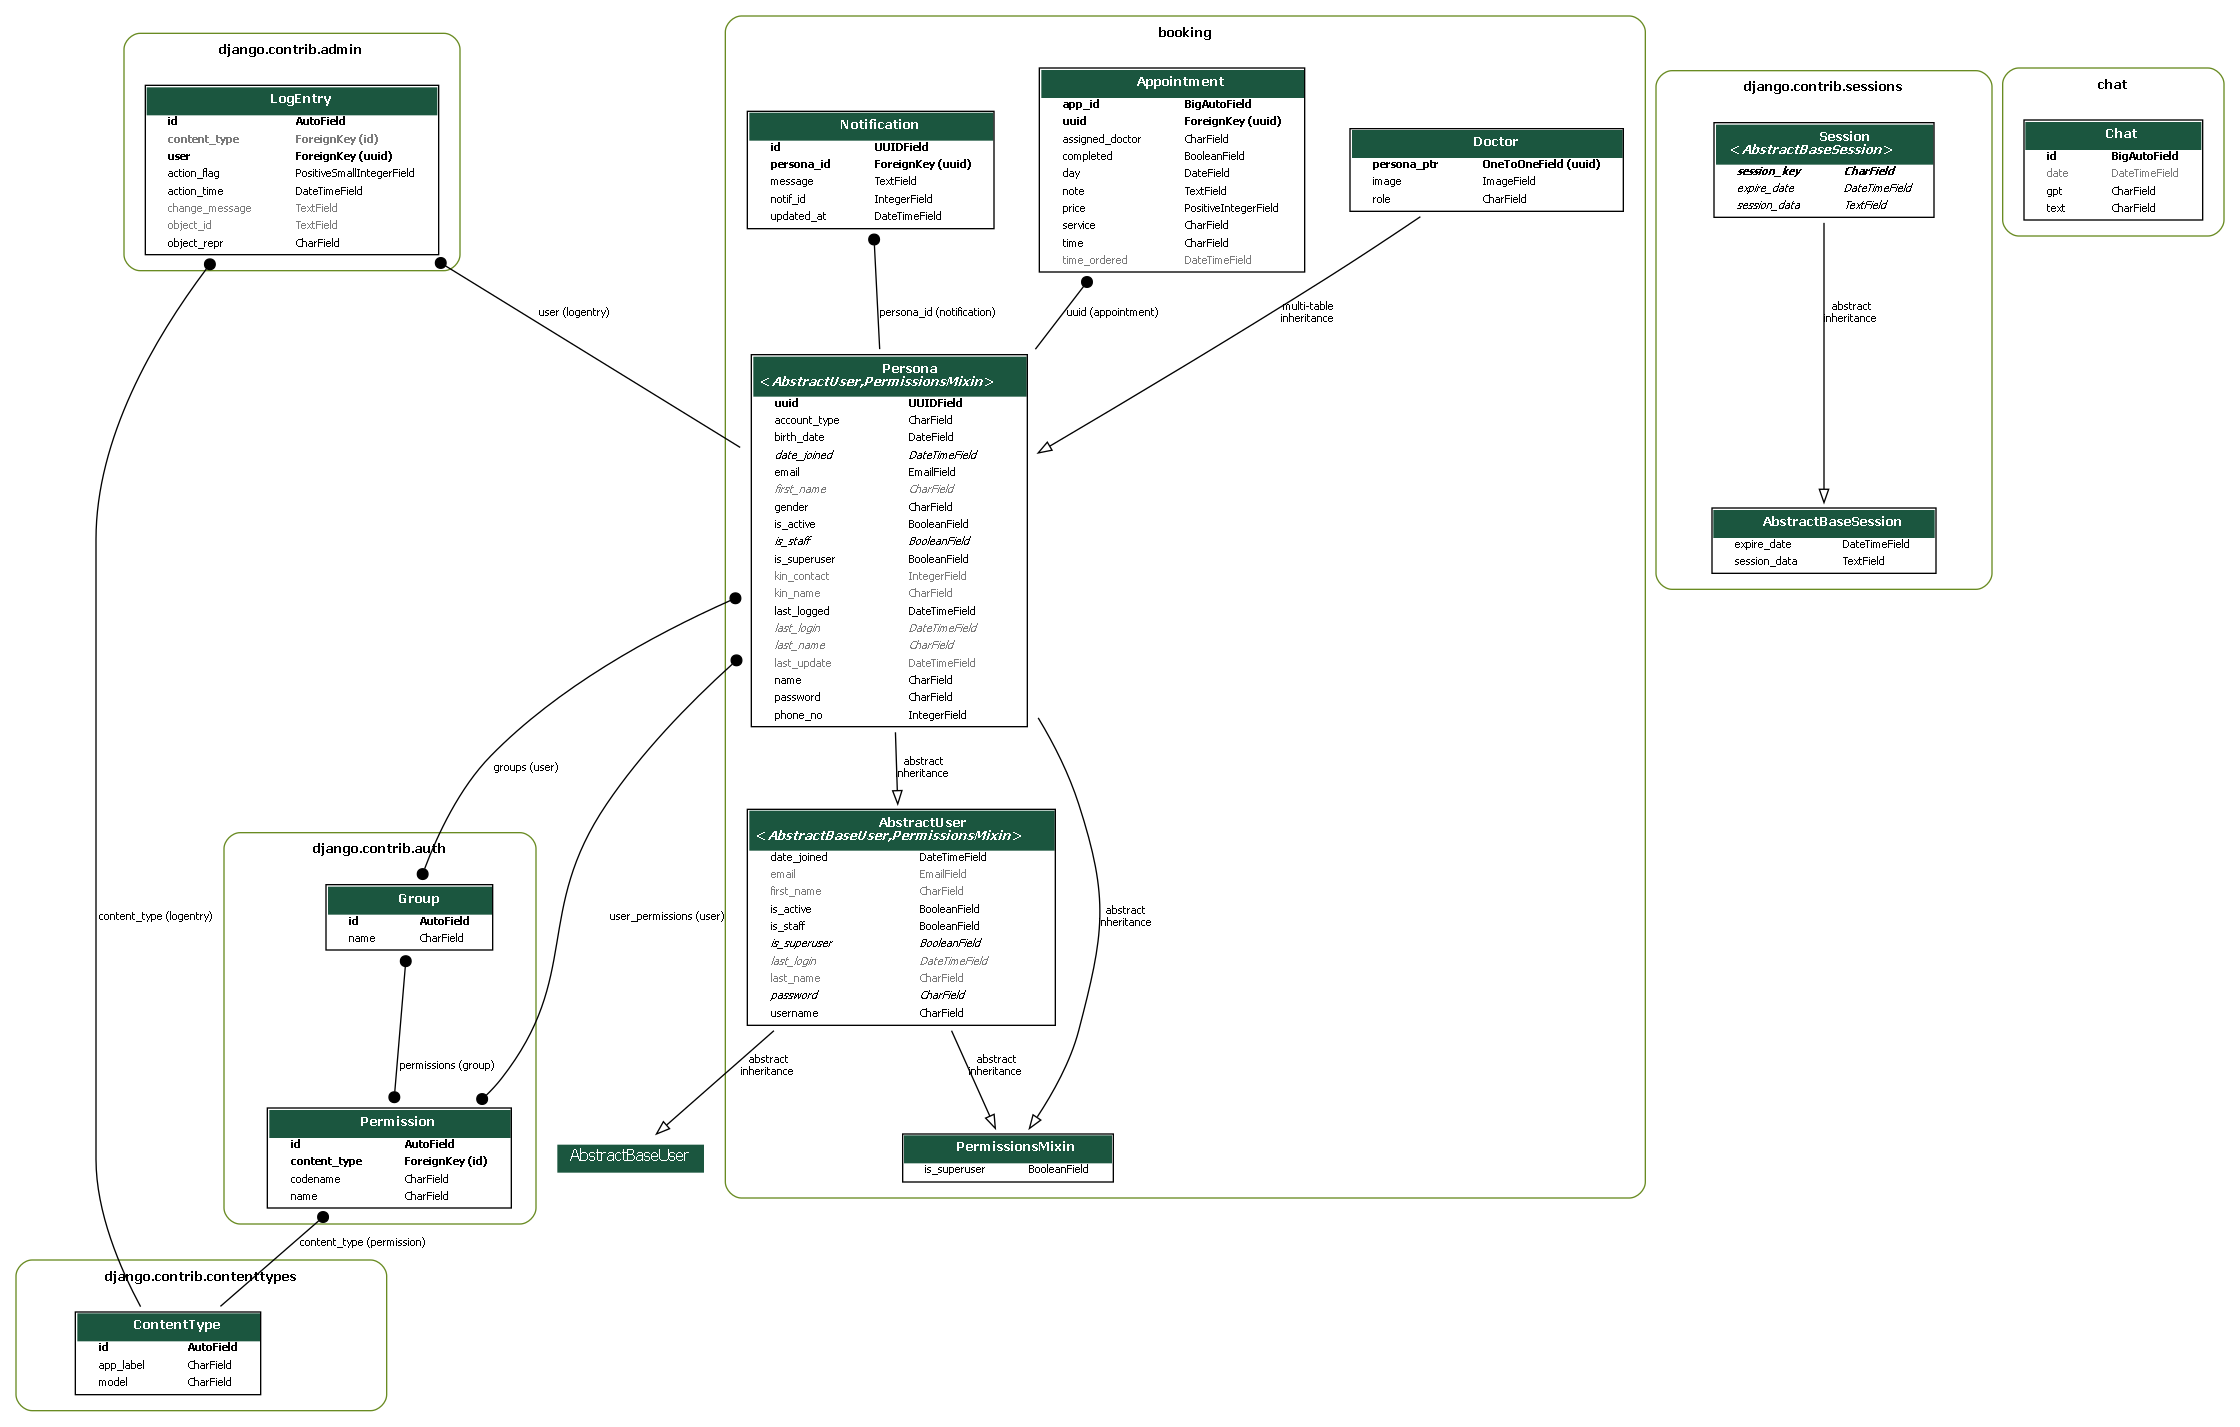 django.contrib.admin
LogEntry
id AutoField
content_type ForeignKey (id)
user ForeignKey (uuid)
action_flag PositiveSmallIntegerField
action_time DateTimeField
change_message TextField
object_id TextField
object_repr CharField
booking
Notification
id UUIDField
persona_id ForeignKey (uuid)
message TextField
notif_id IntegerField
updated_at DateTimeField
Appointment
app_id BigAutoField
uuid ForeignKey (uuid)
assigned_doctor CharField
completed BooleanField
day DateField
note TextField
price PositiveIntegerField
service CharField
time CharField
time_ordered DateTimeField
Doctor
persona_ptr OneToOneField (uuid)
image ImageField
role CharField
django.contrib.sessions
Session
<AbstractBaseSession>
session_key CharField
expire_date DateTimeField
session_data TextField
chat
Chat
id BigAutoField
date DateTimeField
gpt CharField
text CharField
user (logentry)
persona_id (notification)
uuid (appointment)
multi-table
inheritance
abstract
inheritance
Persona
<AbstractUser,PermissionsMixin>
uuid UUIDField
account_type CharField
birth_date DateField
date_joined DateTimeField
email EmailField
first_name CharField
gender CharField
is_active BooleanField
is_staff BooleanField
is_superuser BooleanField
kin_contact IntegerField
kin_name CharField
last_logged DateTimeField
last_login DateTimeField
last_name CharField
last_update DateTimeField
name CharField
password CharField
phone_no IntegerField
AbstractBaseSession
expire_date DateTimeField
session_data TextField
groups (user)
abstract
inheritance
AbstractUser
<AbstractBaseUser,PermissionsMixin>
date_joined DateTimeField
email EmailField
first_name CharField
is_active BooleanField
is_staff BooleanField
is_superuser BooleanField
last_login DateTimeField
last_name CharField
password CharField
username CharField
django.contrib.auth
Group
id AutoField
name CharField
content_type (logentry)
user_permissions (user)
abstract
inheritance
permissions (group)
abstract
inheritance
abstract
inheritance
Permission
id AutoField
content_type ForeignKey (id)
codename CharField
name CharField
AbstractBaseUser
PermissionsMixin
is_superuser BooleanField
content_type (permission)
django.contrib.contenttypes
ContentType
id AutoField
app_label CharField
model CharField